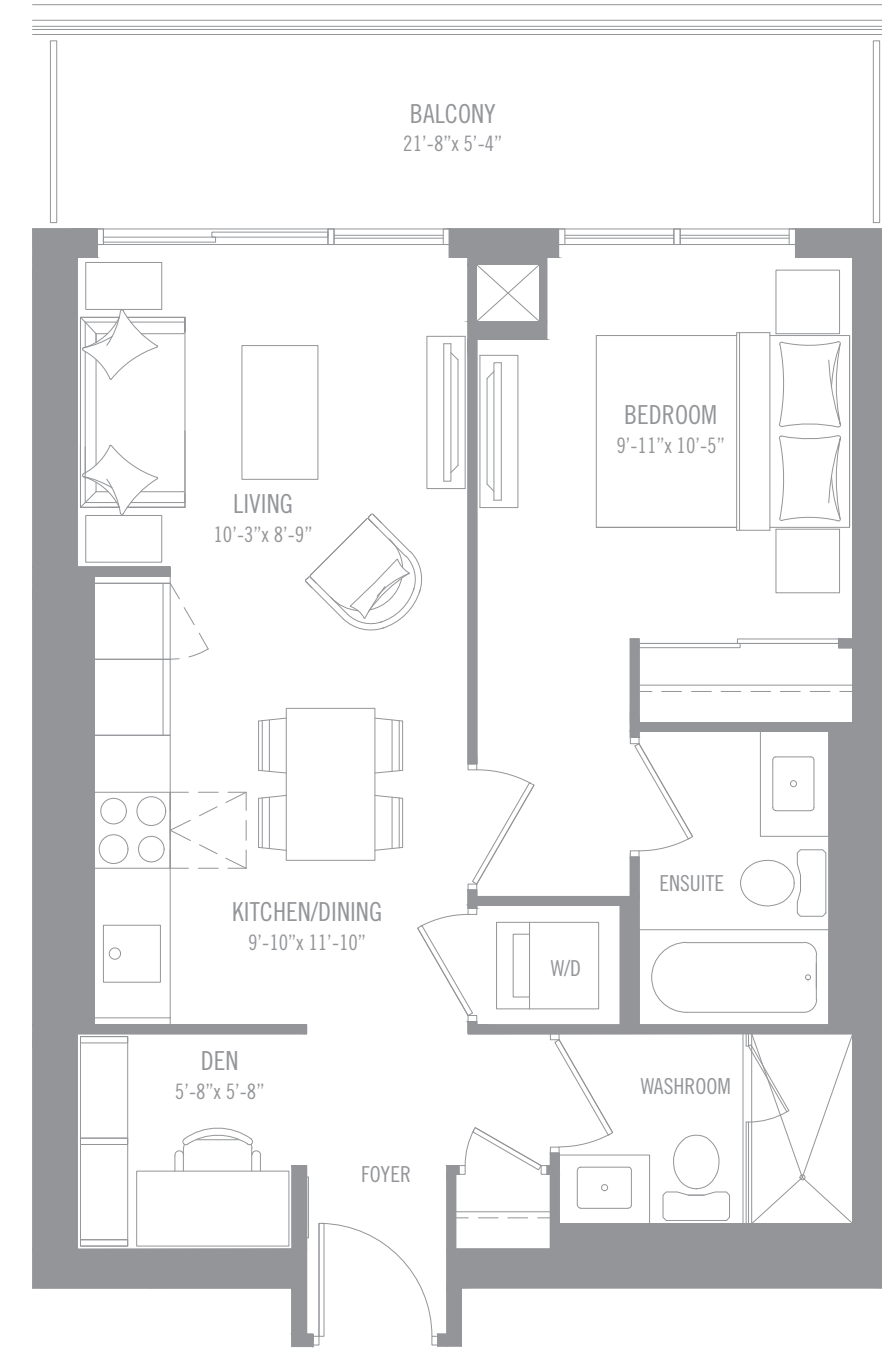 BALCONY
21’-8”x 5’-4”
BEDROOM
9’-11”x 10’-5”
LIVING
10’-3”x 8’-9”
ENSUITE
KITCHEN/DINING
9’-10”x 11’-10”
W/D
DEN
5’-8”x 5’-8”
WASHROOM
FOYER